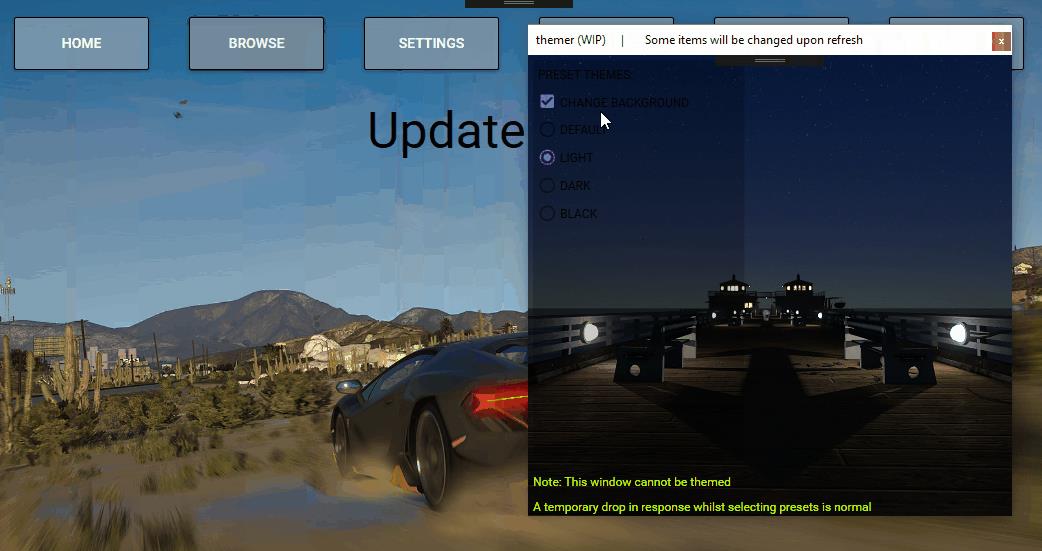 HOME
BROWSE
SETTINGS
Update
themer (WIP) | Some items will be changed upon refresh
x
PRESET THEMES:
CHANGE BACKGROUND
DEFAULT
LIGHT
DARK
BLACK
Note: This window cannot be themed
A temporary drop in response whilst selecting presets is normal